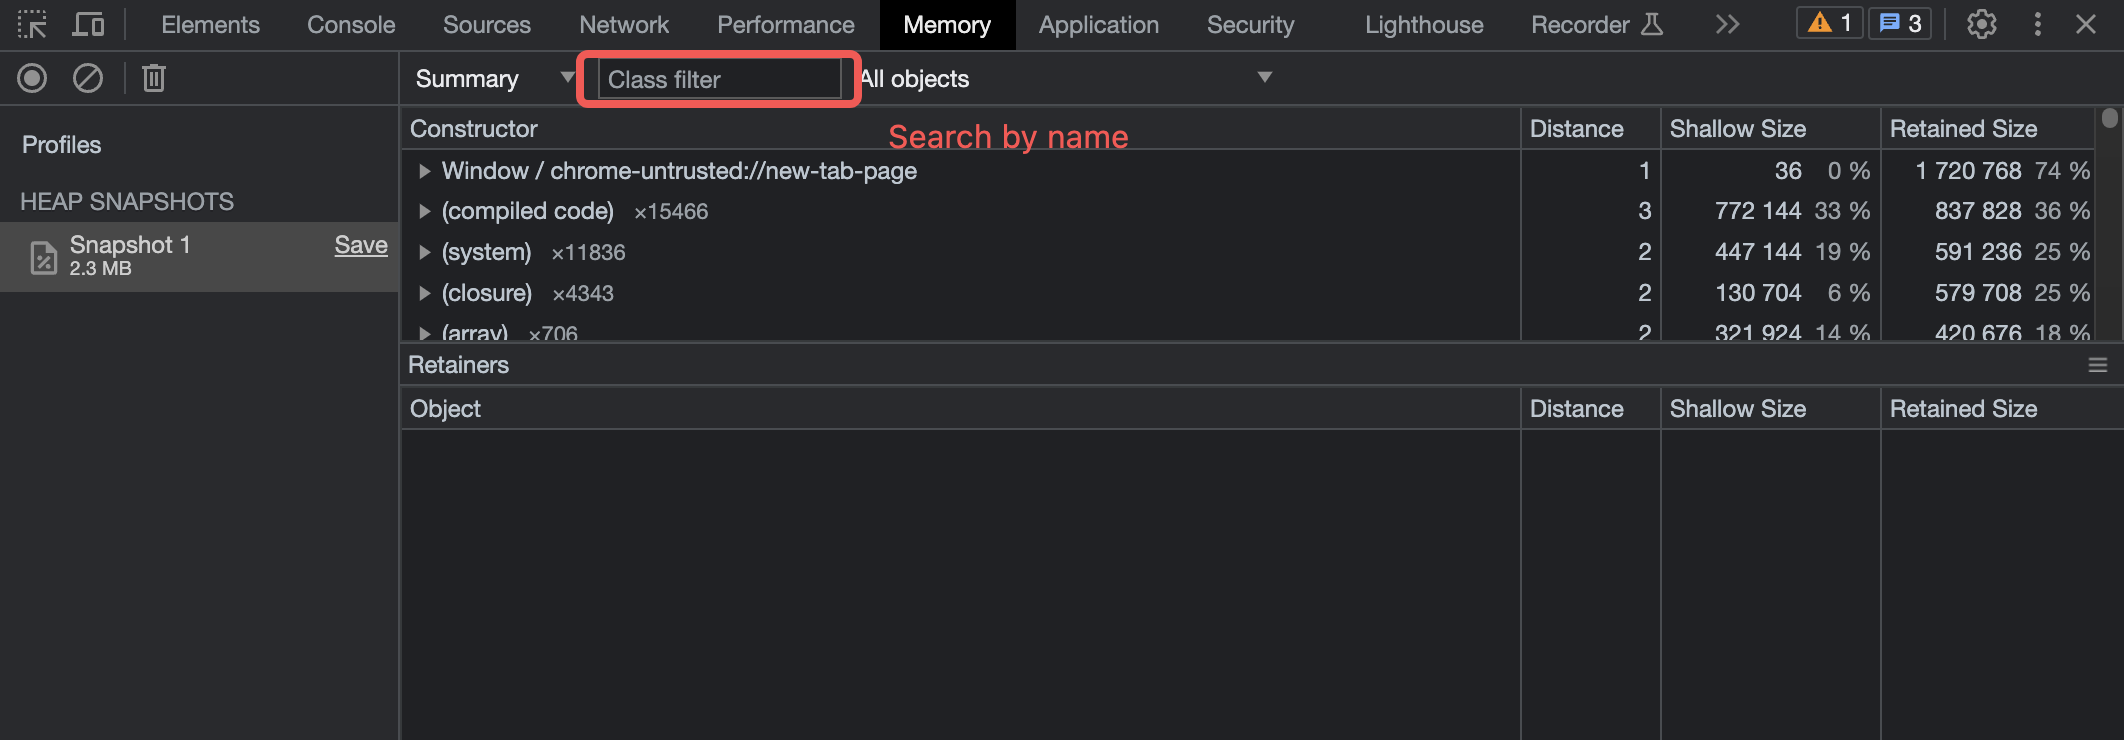 Elements Console Sources Network Performance Memory Application Security Lighthouse Recorder 1 3
Summary Class filter All objects
Search by name
Profiles
HEAP SNAPSHOTS
Snapshot 1 Save
2.3 MB
Constructor Distance Shallow Size Retained Size
Window / chrome-untrusted://new-tab-page 1 36 0 % 1 720 768 74 %
(compiled code) ×15466 3 772 144 33 % 837 828 36 %
(system) ×11836 2 447 144 19 % 591 236 25 %
(closure) ×4343 2 130 704 6 % 579 708 25 %
(array) ×706 2 321 924 14 % 420 676 18 %
Retainers
Object Distance Shallow Size Retained Size